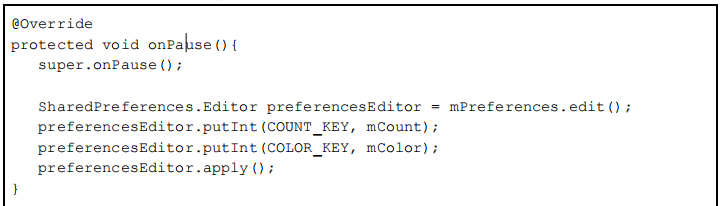 @Override
protected void onPause(){
super.onPause();
SharedPreferences.Editor preferencesEditor = mPreferences.edit();
preferencesEditor.putInt(COUNT_KEY, mCount);
preferencesEditor.putInt(COLOR_KEY, mColor);
preferencesEditor.apply();
}